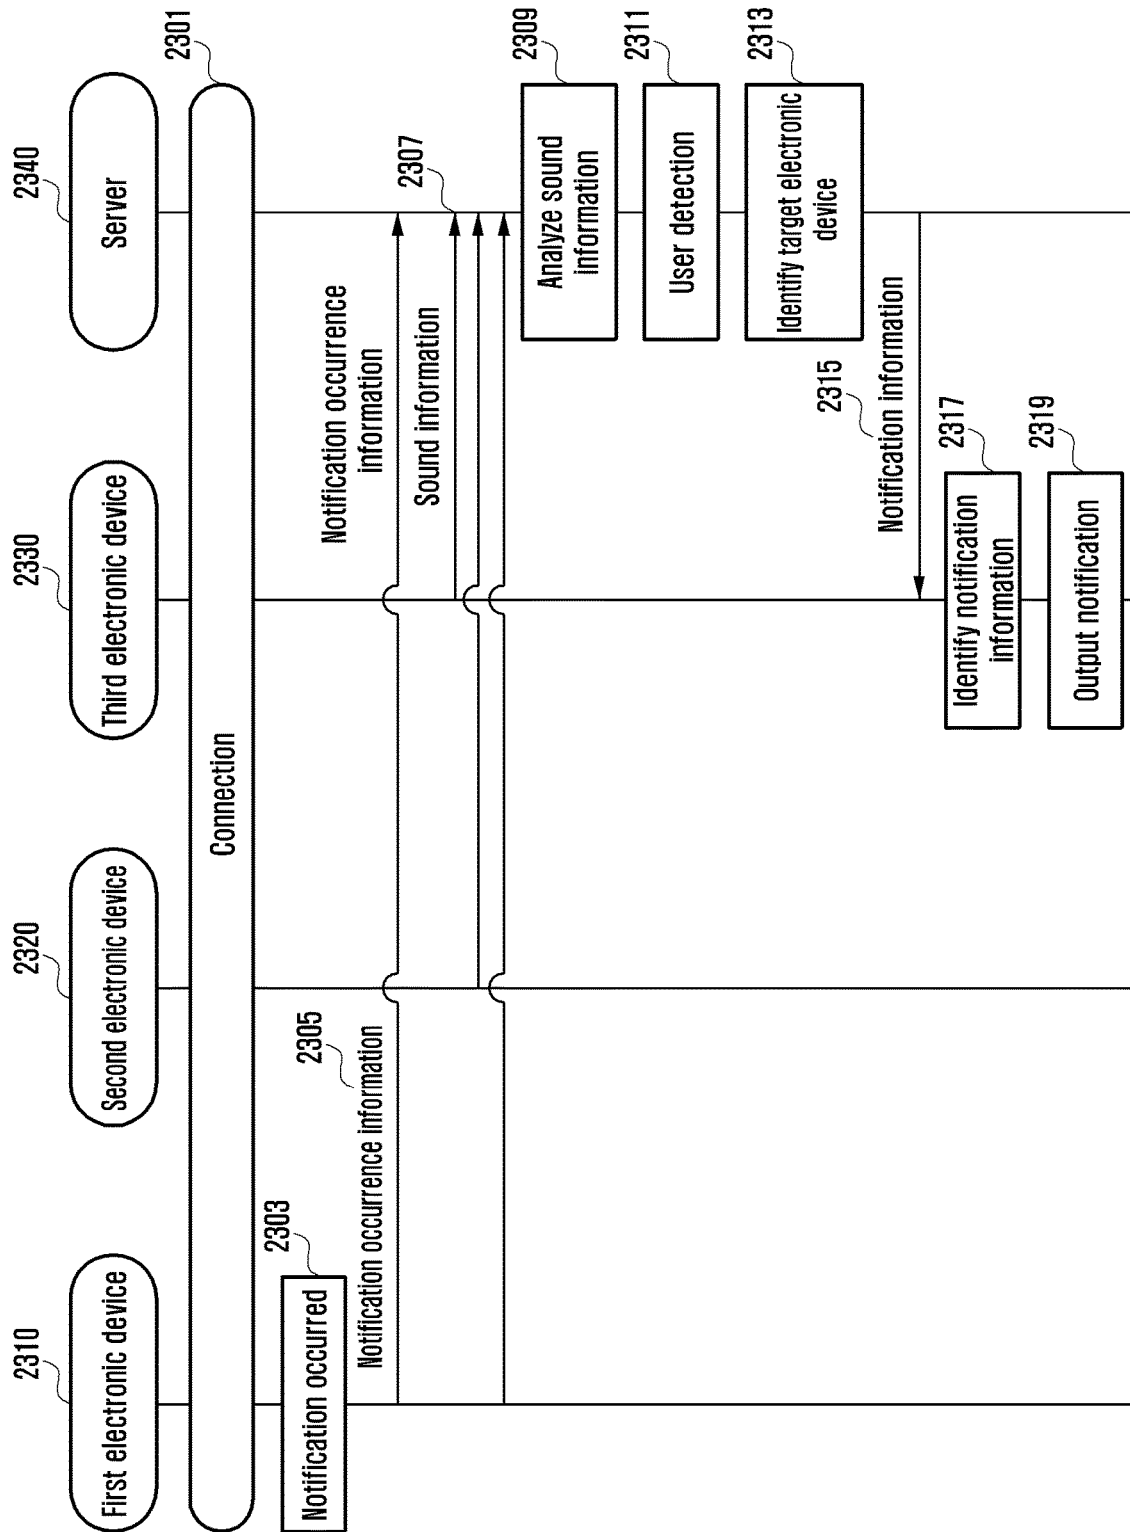 2310
First electronic device
2320
Second electronic device
2330
Third electronic device
2340
Server
2301
Connection
2303
Notification occurred
2305
Notification occurrence information
Notification occurrence
information
2307
Sound information
2309
Analyze sound
information
2311
User detection
2313
Identify target electronic
device
2315
Notification information
2317
Identify notification
information
2319
Output notification